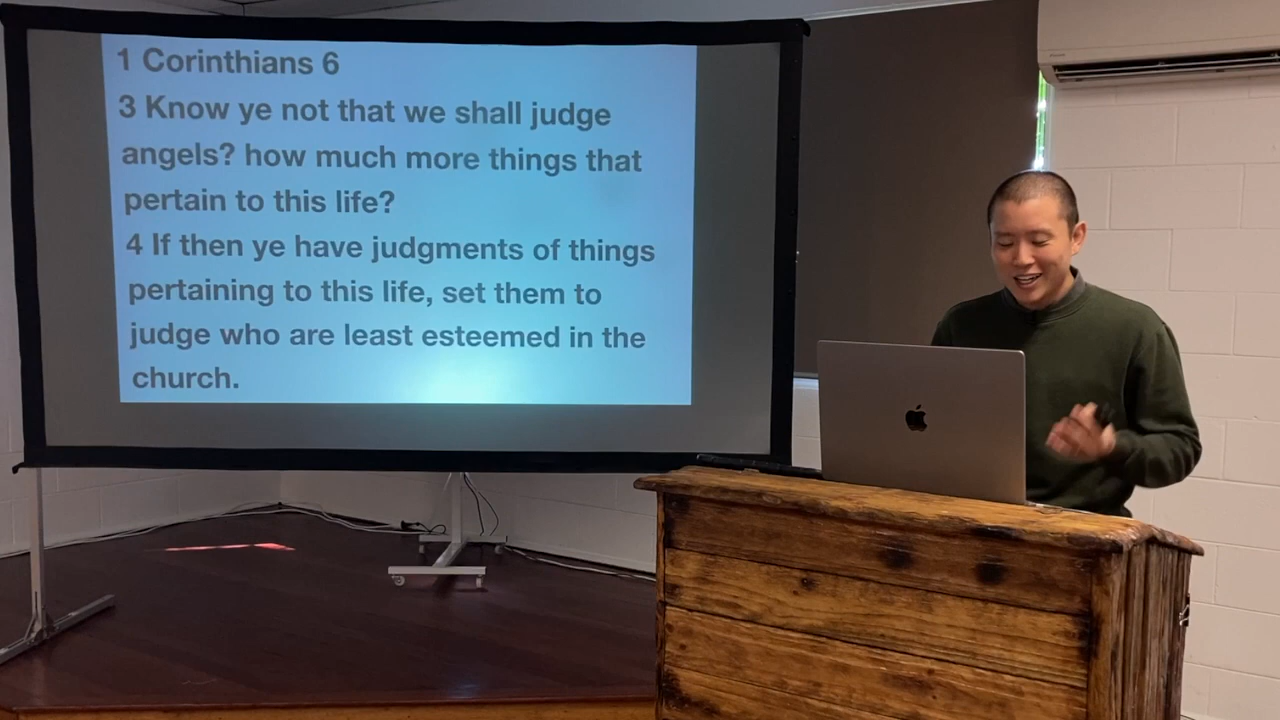 1 Corinthians 6
3 Know ye not that we shall judge
angels? how much more things that
pertain to this life?
4 If then ye have judgments of things
pertaining to this life, set them to
judge who are least esteemed in the
church.